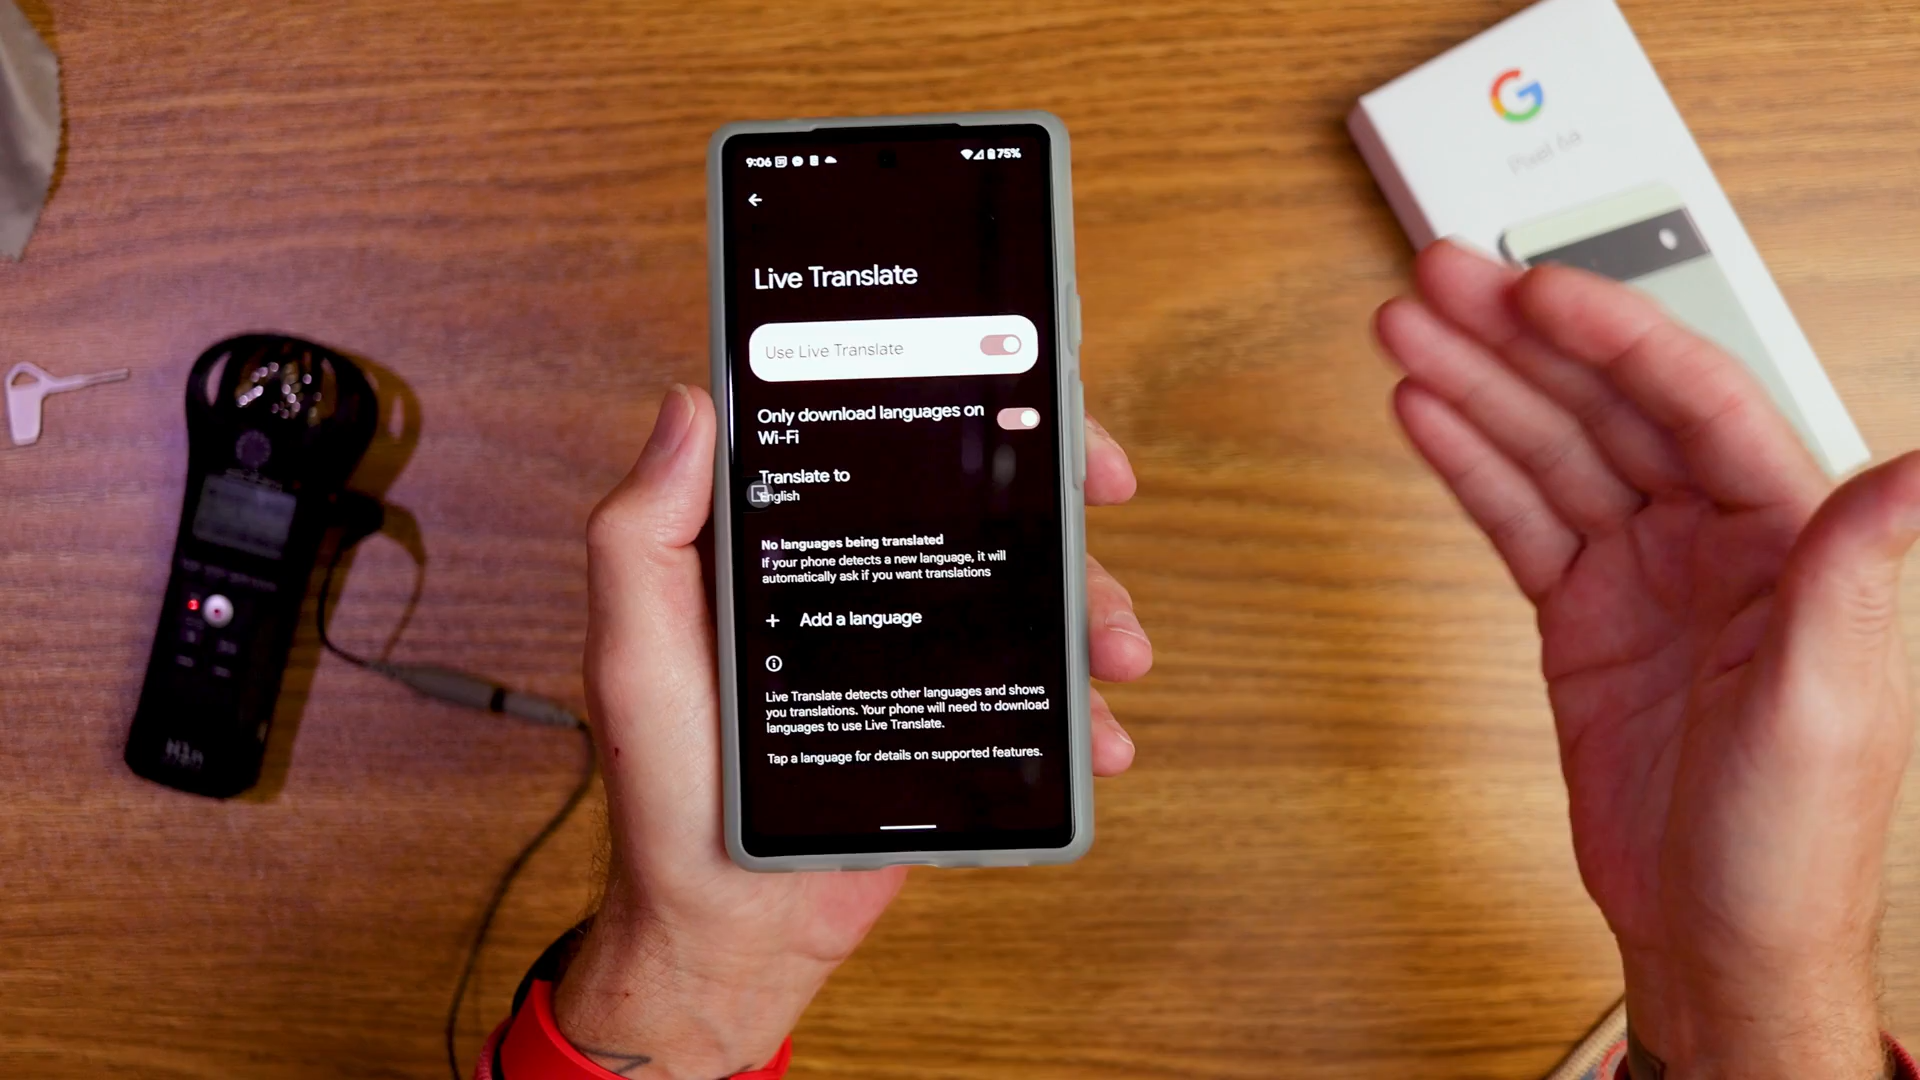 9:06
75%
Live Translate
Use Live Translate
Only download languages on
Wi-Fi
Translate to
English
No languages being translated
If your phone detects a new language, it will
automatically ask if you want translations
+ Add a language
Live Translate detects other languages and shows
you translations. Your phone will need to download
languages to use Live Translate.
Tap a language for details on supported features.
G
Pixel 6a
H1n